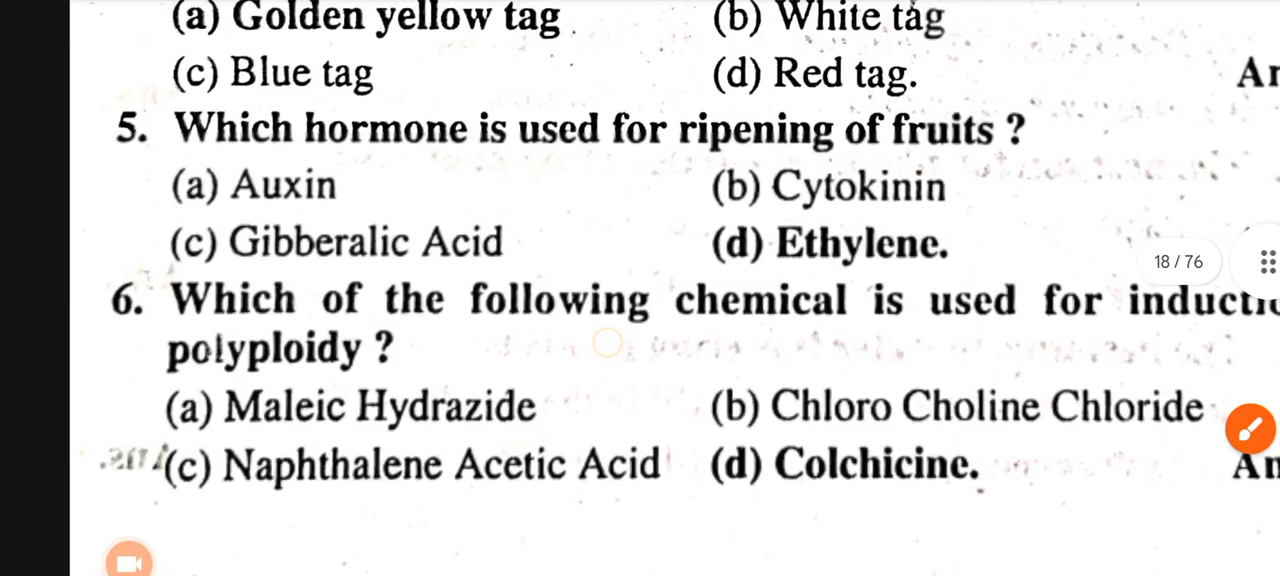 (a) Golden yellow tag (b) White tag
(c) Blue tag (d) Red tag.
5. Which hormone is used for ripening of fruits ?
(a) Auxin (b) Cytokinin
(c) Gibberalic Acid (d) Ethylene.
18 / 76
6. Which of the following chemical is used for
polyploidy ?
(a) Maleic Hydrazide (b) Chloro Choline Chloride
(c) Naphthalene Acetic Acid (d) Colchicine.